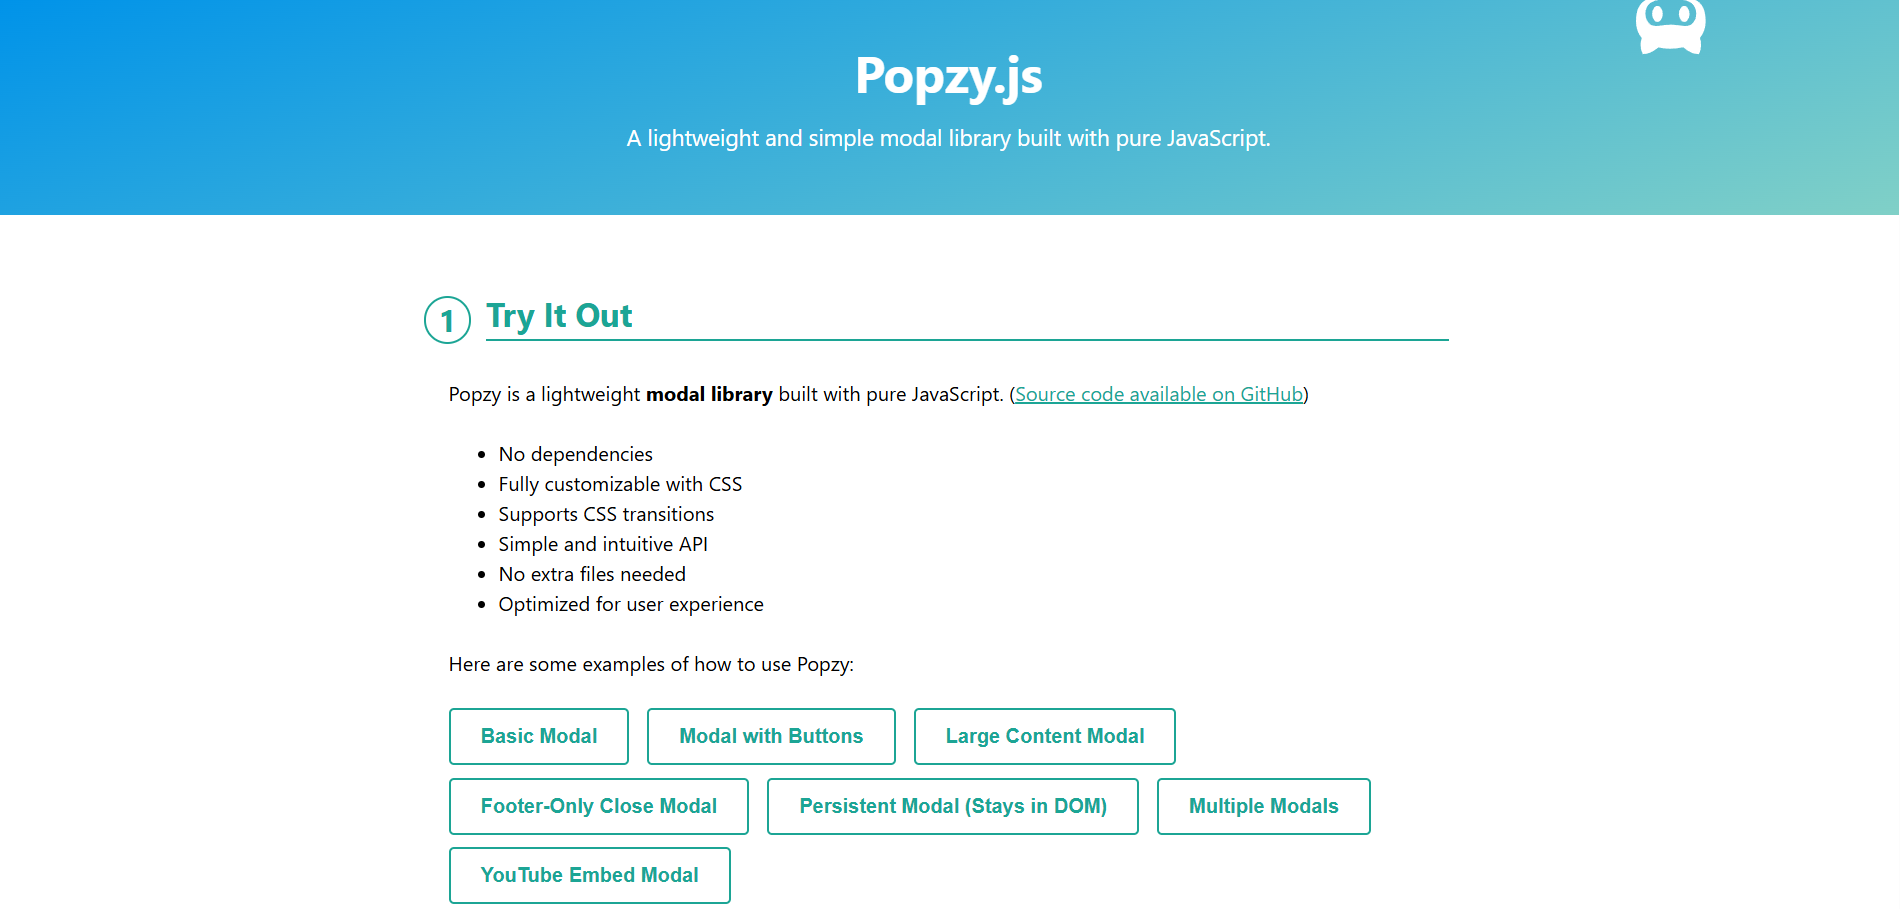 Popzy.js
A lightweight and simple modal library built with pure JavaScript.
1 Try It Out
Popzy is a lightweight modal library built with pure JavaScript. (Source code available on GitHub)
• No dependencies
• Fully customizable with CSS
• Supports CSS transitions
• Simple and intuitive API
• No extra files needed
• Optimized for user experience
Here are some examples of how to use Popzy:
Basic Modal Modal with Buttons Large Content Modal
Footer-Only Close Modal Persistent Modal (Stays in DOM) Multiple Modals
YouTube Embed Modal